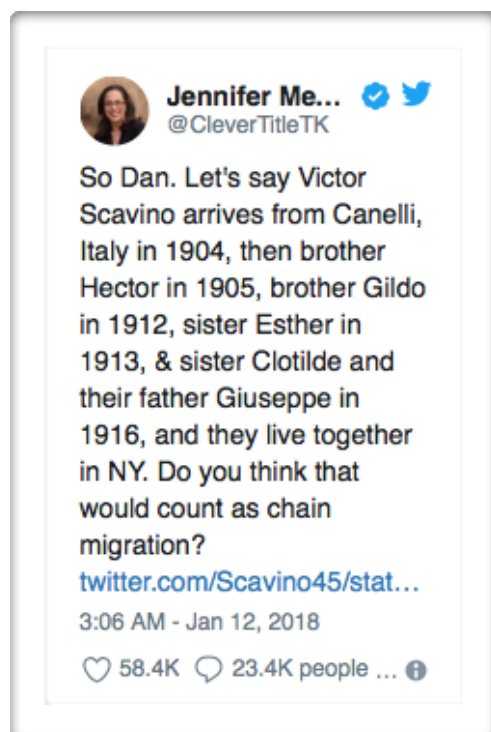 Jennifer Me...
@CleverTitleTK
So Dan. Let's say Victor
Scavino arrives from Canelli,
Italy in 1904, then brother
Hector in 1905, brother Gildo
in 1912, sister Esther in
1913, & sister Clotilde and
their father Giuseppe in
1916, and they live together
in NY. Do you think that
would count as chain
migration?
twitter.com/Scavino45/stat...
3:06 AM - Jan 12, 2018
58.4K 23.4K people ...